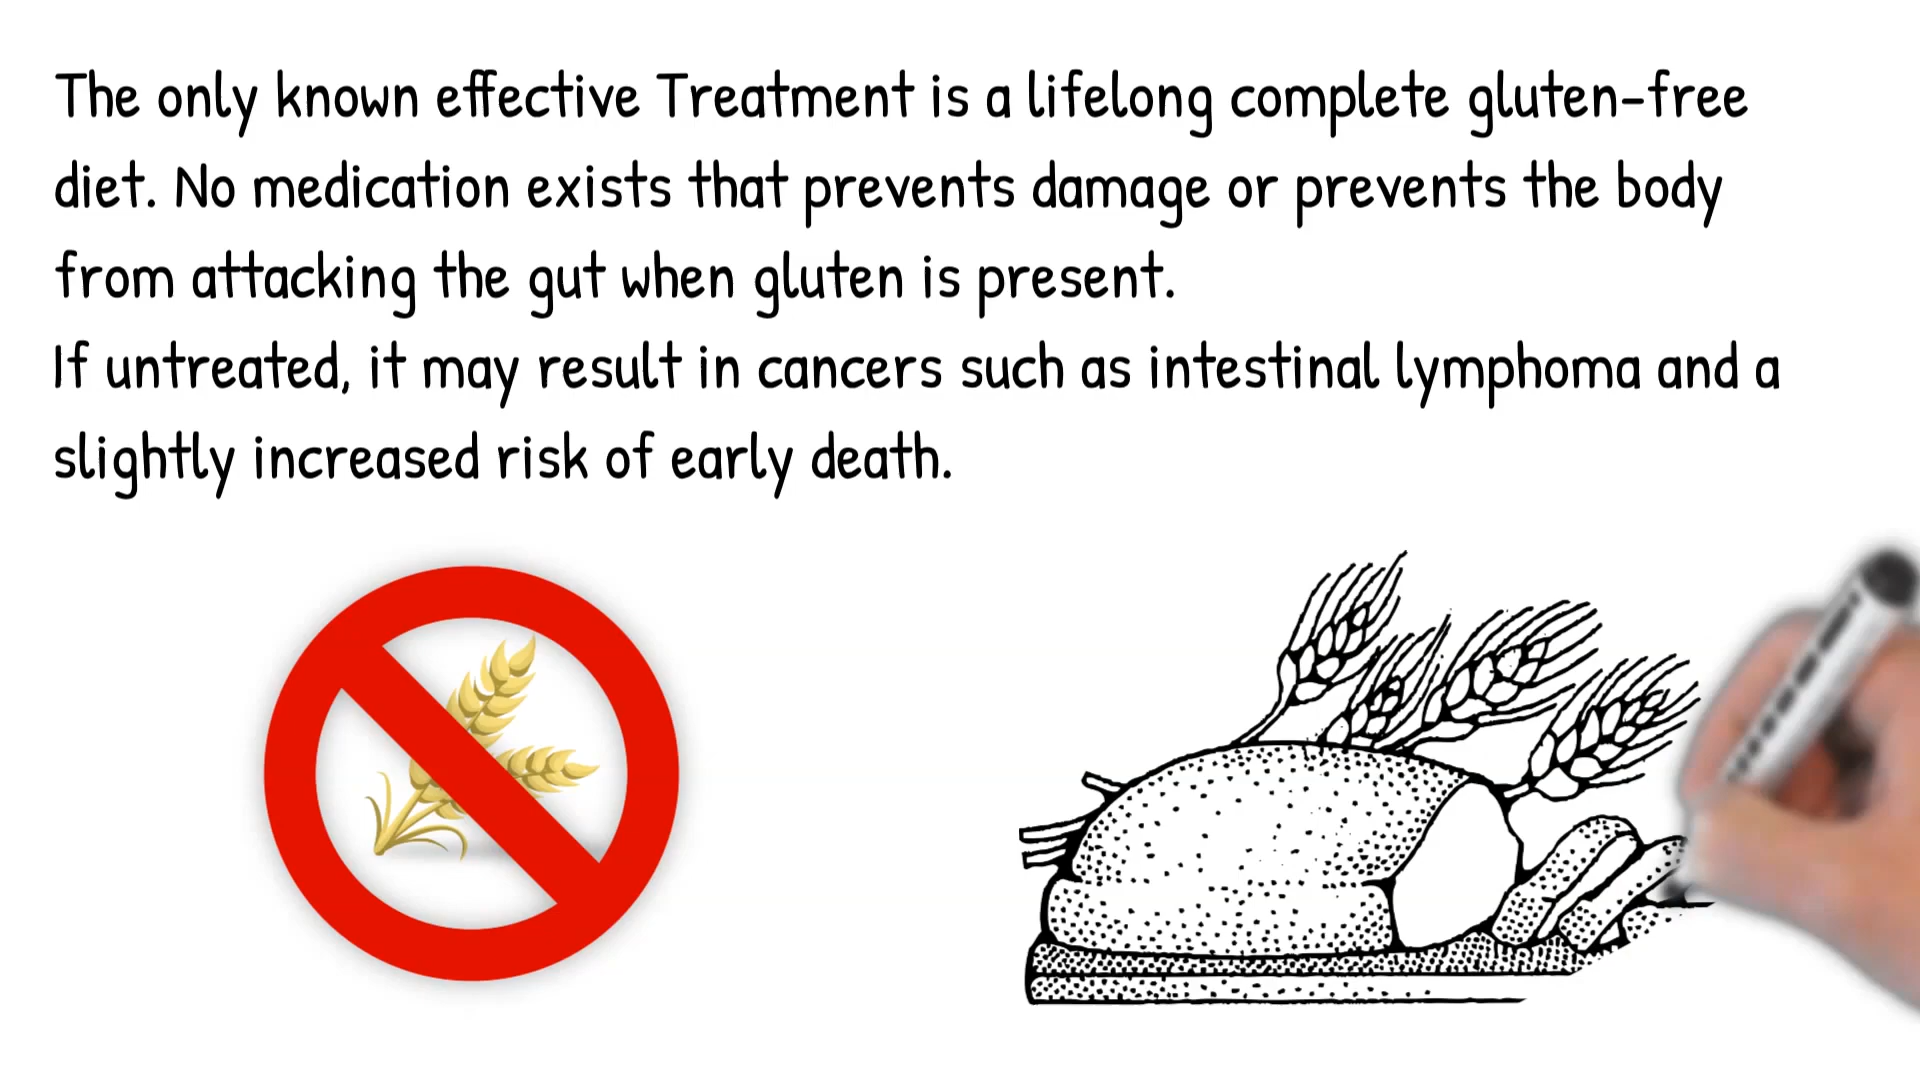 The only known effective Treatment is a lifelong complete gluten-free
diet. No medication exists that prevents damage or prevents the body
from attacking the gut when gluten is present.
If untreated, it may result in cancers such as intestinal lymphoma and a
slightly increased risk of early death.